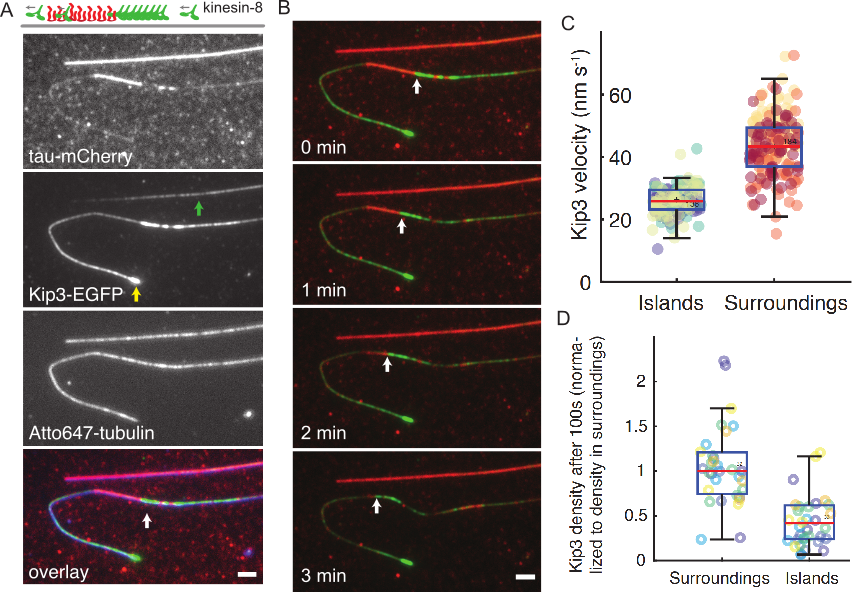 A
kinesin-8
tau-mCherry
Kip3-EGFP
Atto647-tubulin
overlay
B
0 min
1 min
2 min
3 min
C
Kip3 velocity (nm s-1)
60
40
20
0
194
136
Islands
Surroundings
D
Kip3 density after 100s (norma-
lized to density in surroundings)
2
1.5
1
0.5
0
Surroundings
Islands